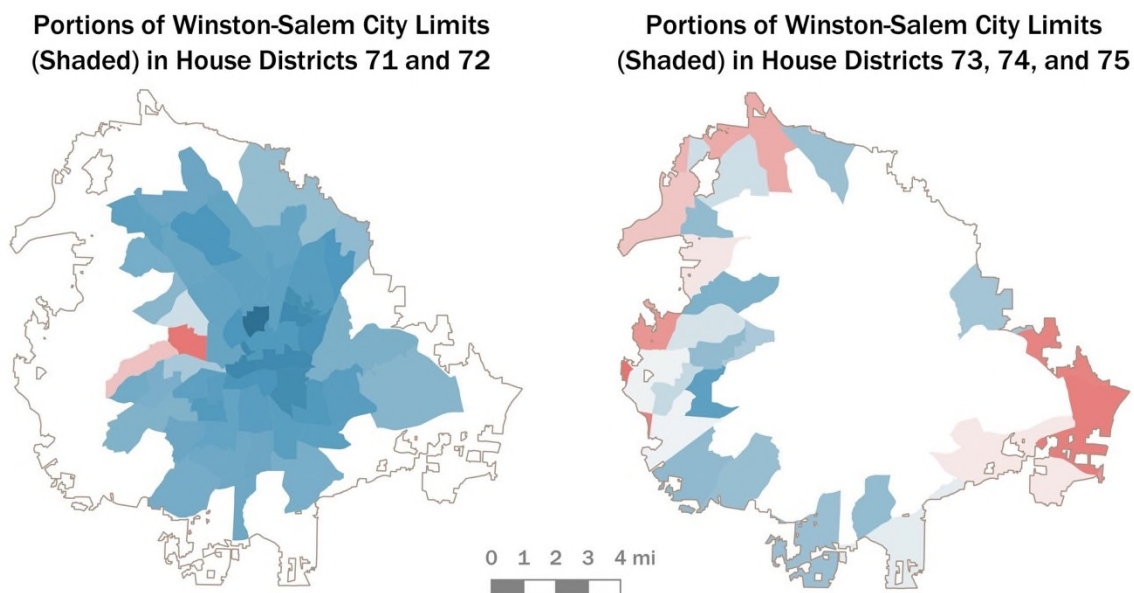 Portions of Winston-Salem City Limits
(Shaded) in House Districts 71 and 72
Portions of Winston-Salem City Limits
(Shaded) in House Districts 73, 74, and 75
0 1 2 3 4 mi